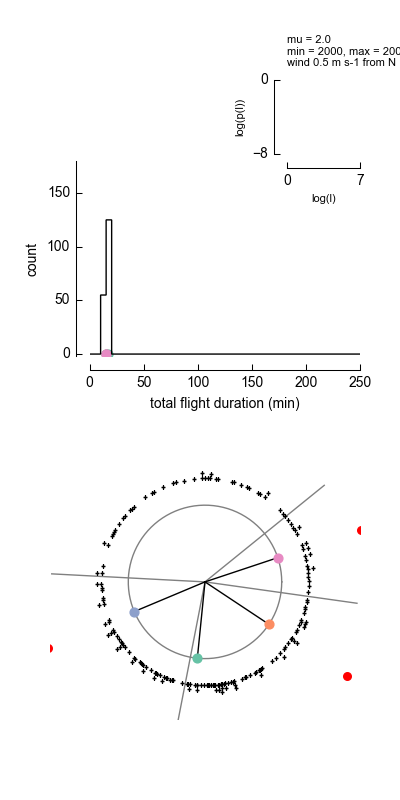 mu = 2.0
min = 2000, max = 200
wind 0.5 m s-1 from N
0
log(p(l))
−8
0 7
log(l)
150
100
count
50
0
0 50 100 150 200 250
total flight duration (min)